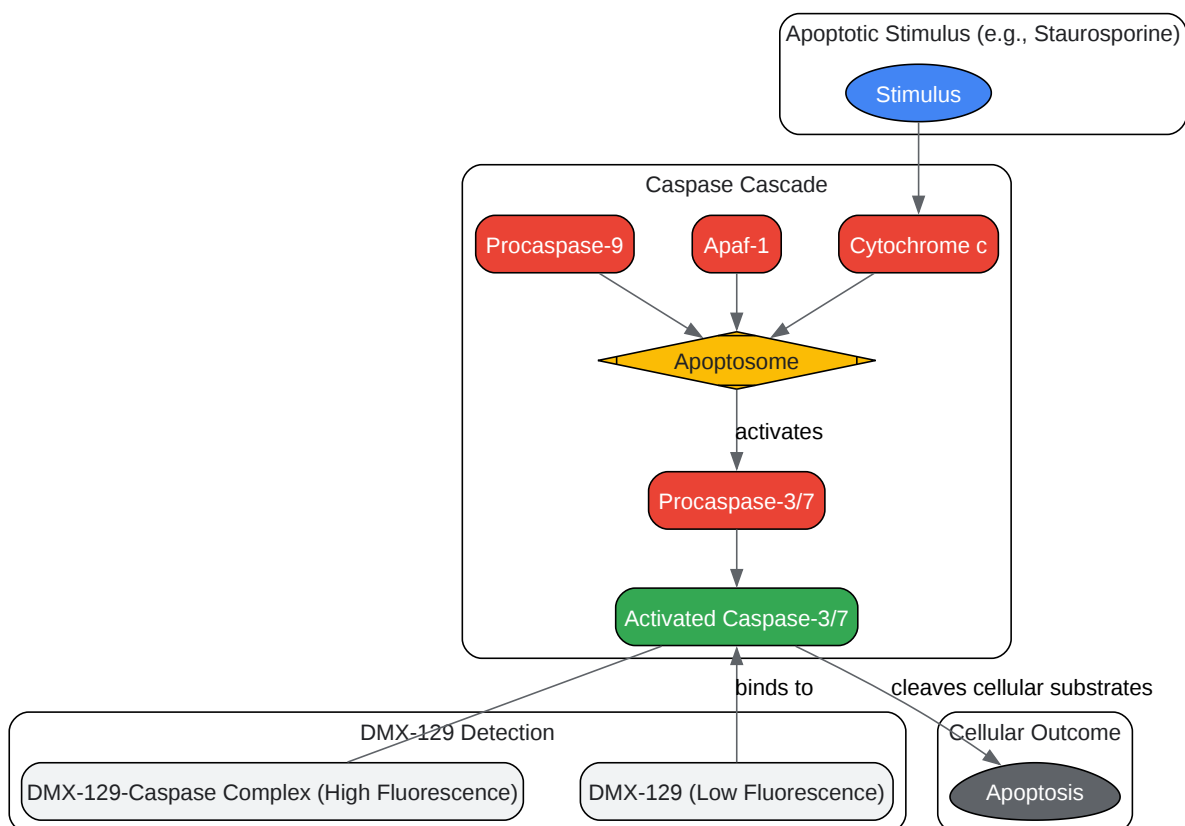 Apoptotic Stimulus (e.g., Staurosporine)
Stimulus
Caspase Cascade
Procaspase-9
Apaf-1
Cytochrome c
Apoptosome
activates
Procaspase-3/7
Activated Caspase-3/7
binds to
cleaves cellular substrates
DMX-129 Detection
Cellular Outcome
DMX-129-Caspase Complex (High Fluorescence)
DMX-129 (Low Fluorescence)
Apoptosis